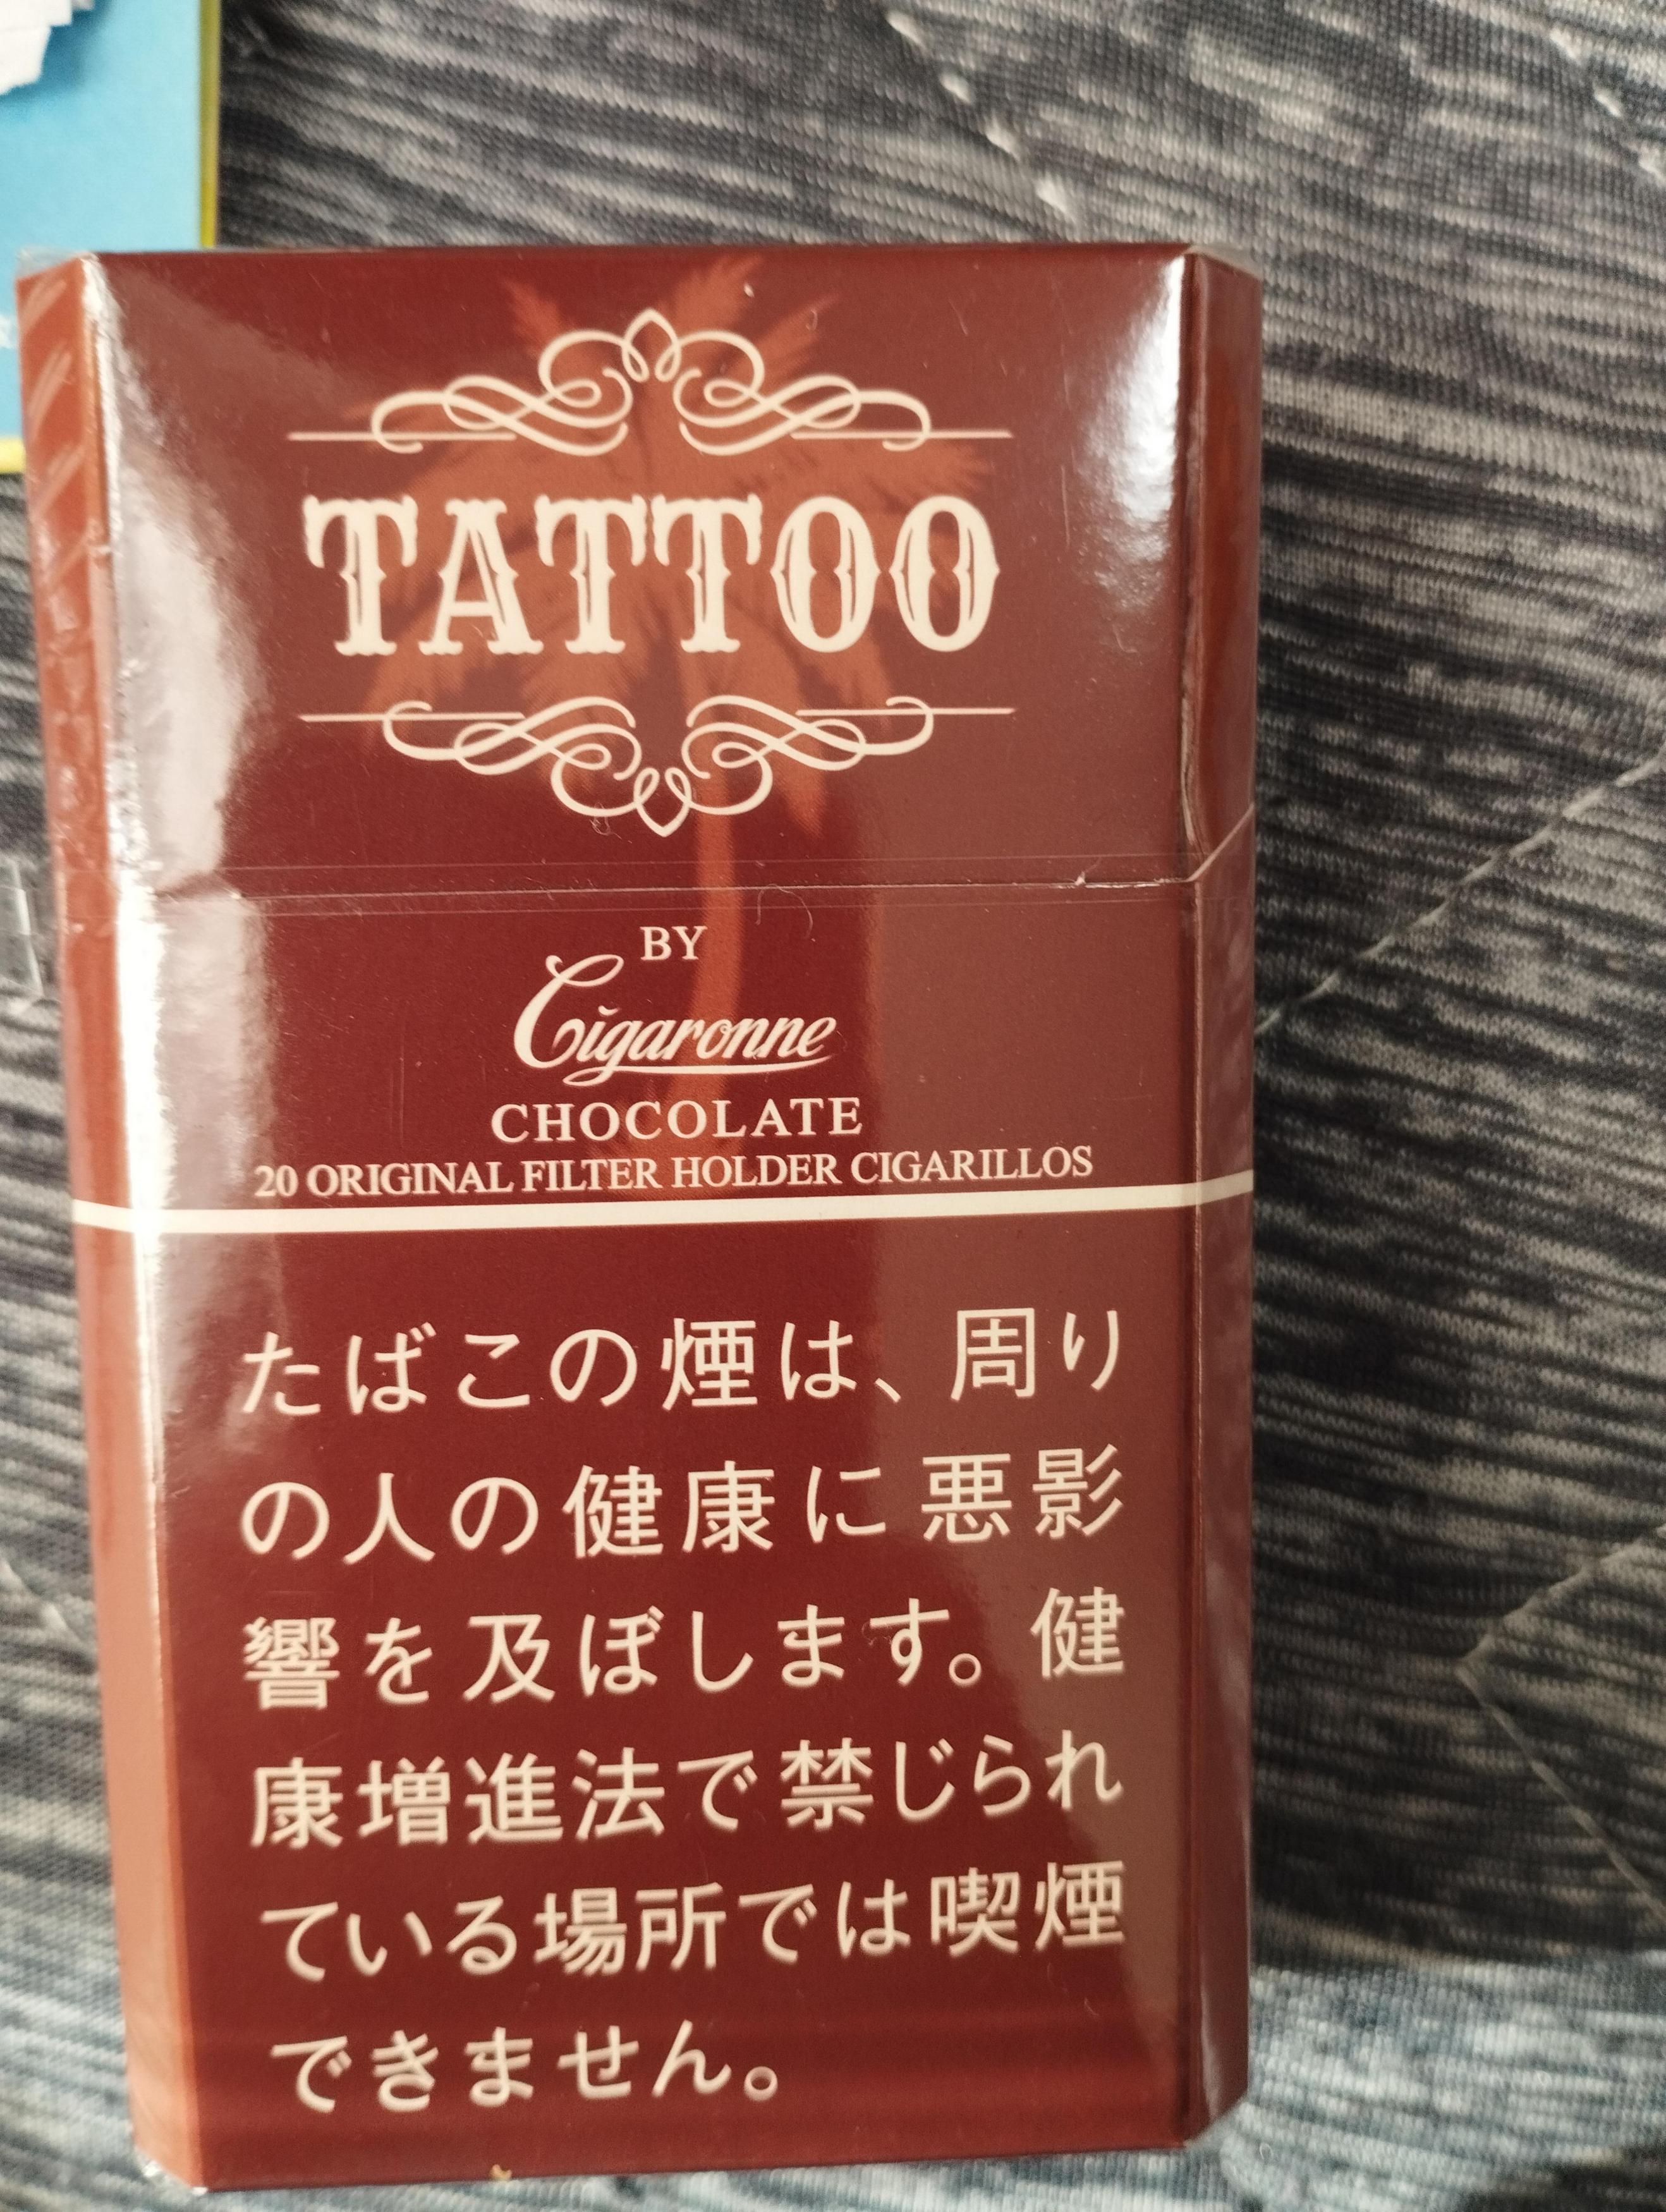 TATTOO
BY
Cigaronne
CHOCOLATE
20 ORIGINAL FILTER HOLDER CIGARILLOS
たばこの煙は、周り
の人の健康に悪影
響を及ぼします。健
康増進法で禁じられ
ている場所では喫煙
できません。